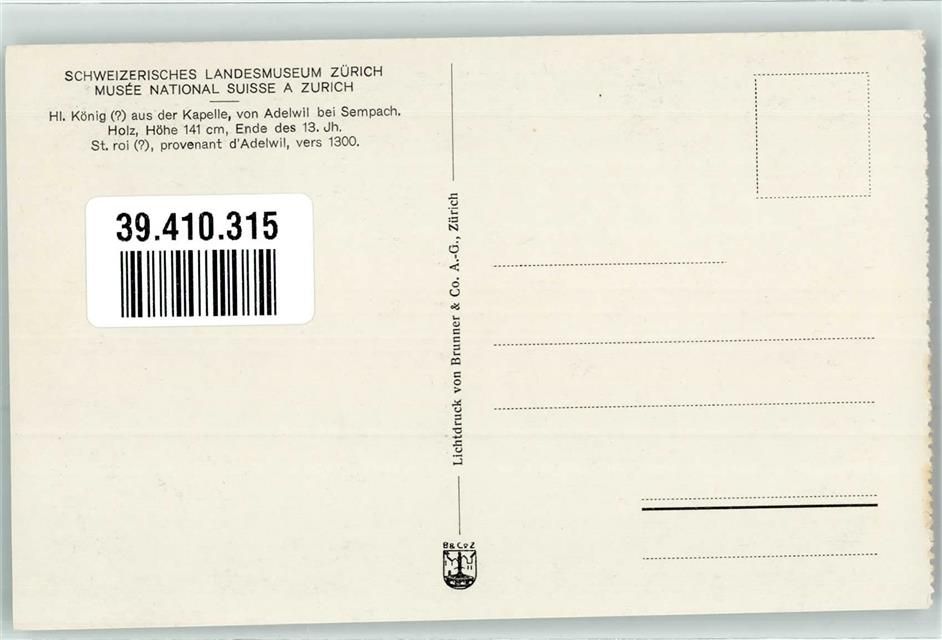 SCHWEIZERISCHES LANDESMUSEUM ZÜRICH
MUSÉE NATIONAL SUISSE A ZURICH
Hl. König (?) aus der Kapelle, von Adelwil bei Sempach.
Holz, Höhe 141 cm, Ende des 13. Jh.
St. roi (?), provenant d'Adelwil, vers 1300.
39.410.315
Lichtdruck von Brunner & Co. A.-G., Zürich
B & Co Z